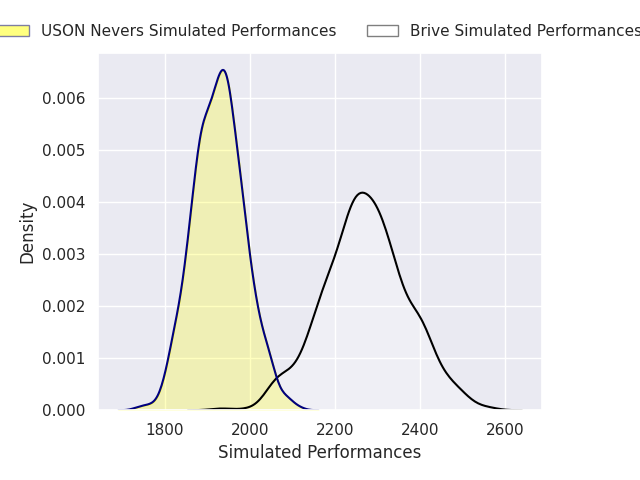 USON Nevers Simulated Performances Brive Simulated Performances
0.006
0.005
0.004
0.003
0.002
0.001
0.000
Density
1800 2000 2200 2400 2600
Simulated Performances